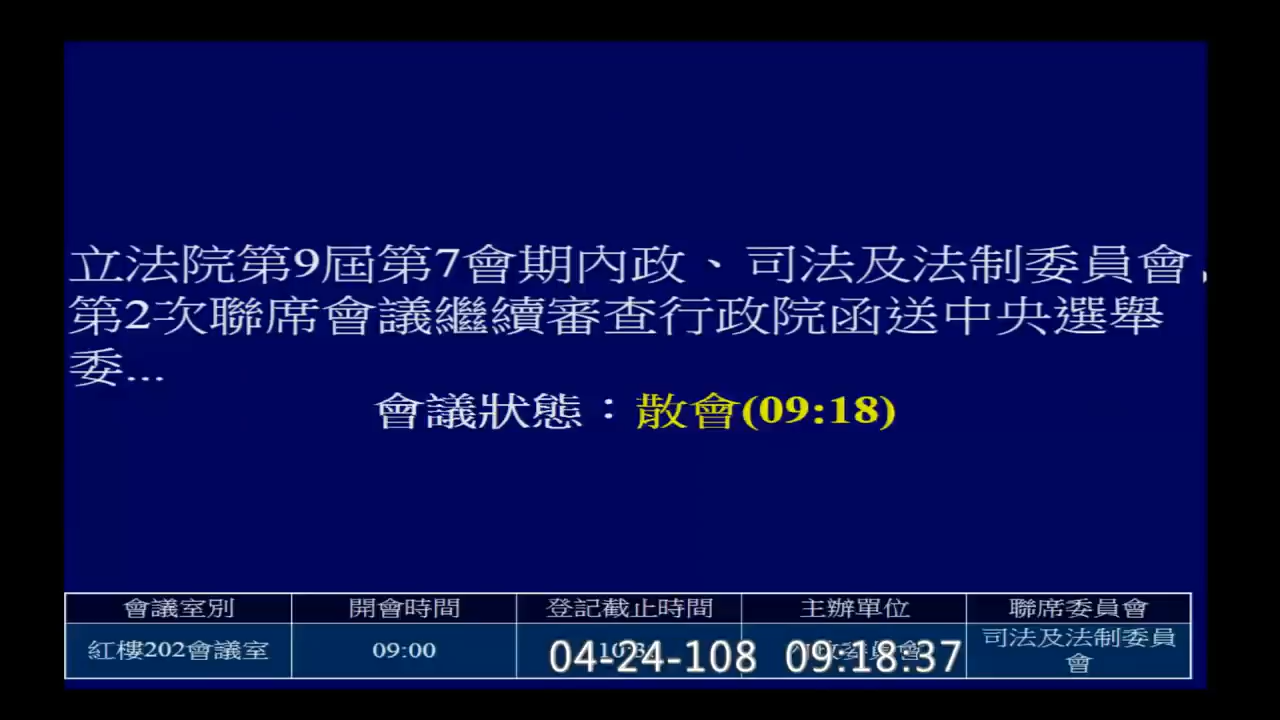 立法院第9屆第7會期內政、司法及法制委員會
第2次聯席會議繼續審查行政院函送中央選舉
委...
會議狀態：散會(09:18)
會議室別 開會時間 登記截止時間 主辦單位 聯席委員會
紅樓202會議室 09:00 司法及法制委員
會
04-24-108 09:18:37